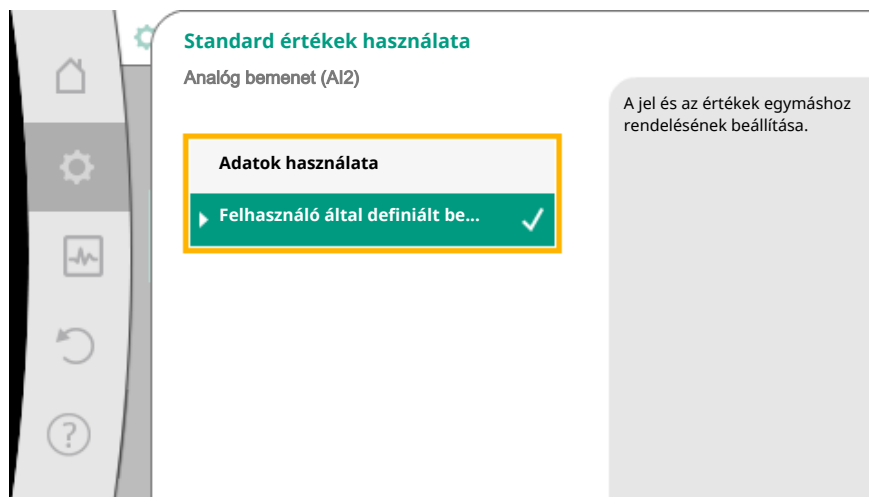 Standard értékek használata
Analóg bemenet (AI2)
A jel és az értékek egymáshoz
rendelésének beállítása.
Adatok használata
Felhasználó által definiált be...
?